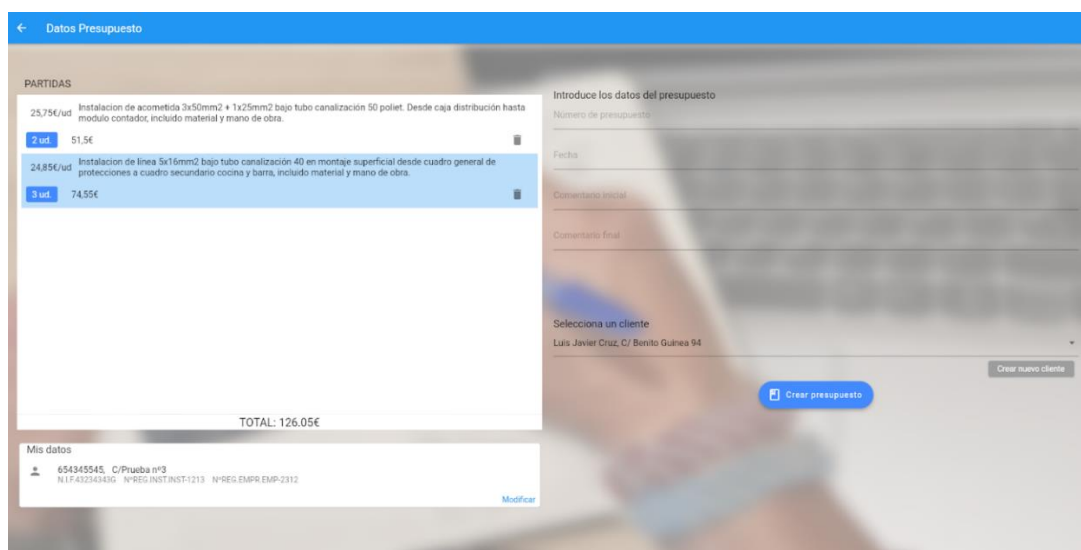 Datos Presupuesto
PARTIDAS
25,75€/ud
Instalacion de acometida 3x50mm2 + 1x25mm2 bajo tubo canalización 50 poliet. Desde caja distribución hasta
modulo contador, incluido material y mano de obra.
2 ud. 51,5€
24,85€/ud
Instalacion de linea 5x16mm2 bajo tubo canalización 40 en montaje superficial desde cuadro general de
protecciones a cuadro secundario cocina y barra, incluido material y mano de obra.
3 ud. 74,55€
TOTAL: 126.05€
Mis datos
654345545, C/Prueba nº3
N.I.F.43234343G NºREG.INST.INST-1213 NºREG.EMPR.EMP-2312
Modificar
Introduce los datos del presupuesto
Número de presupuesto
Fecha
Comentario inicial
Comentario final
Selecciona un cliente
Luis Javier Cruz, C/ Benito Guinea 94
Crear nuevo cliente
Crear presupuesto